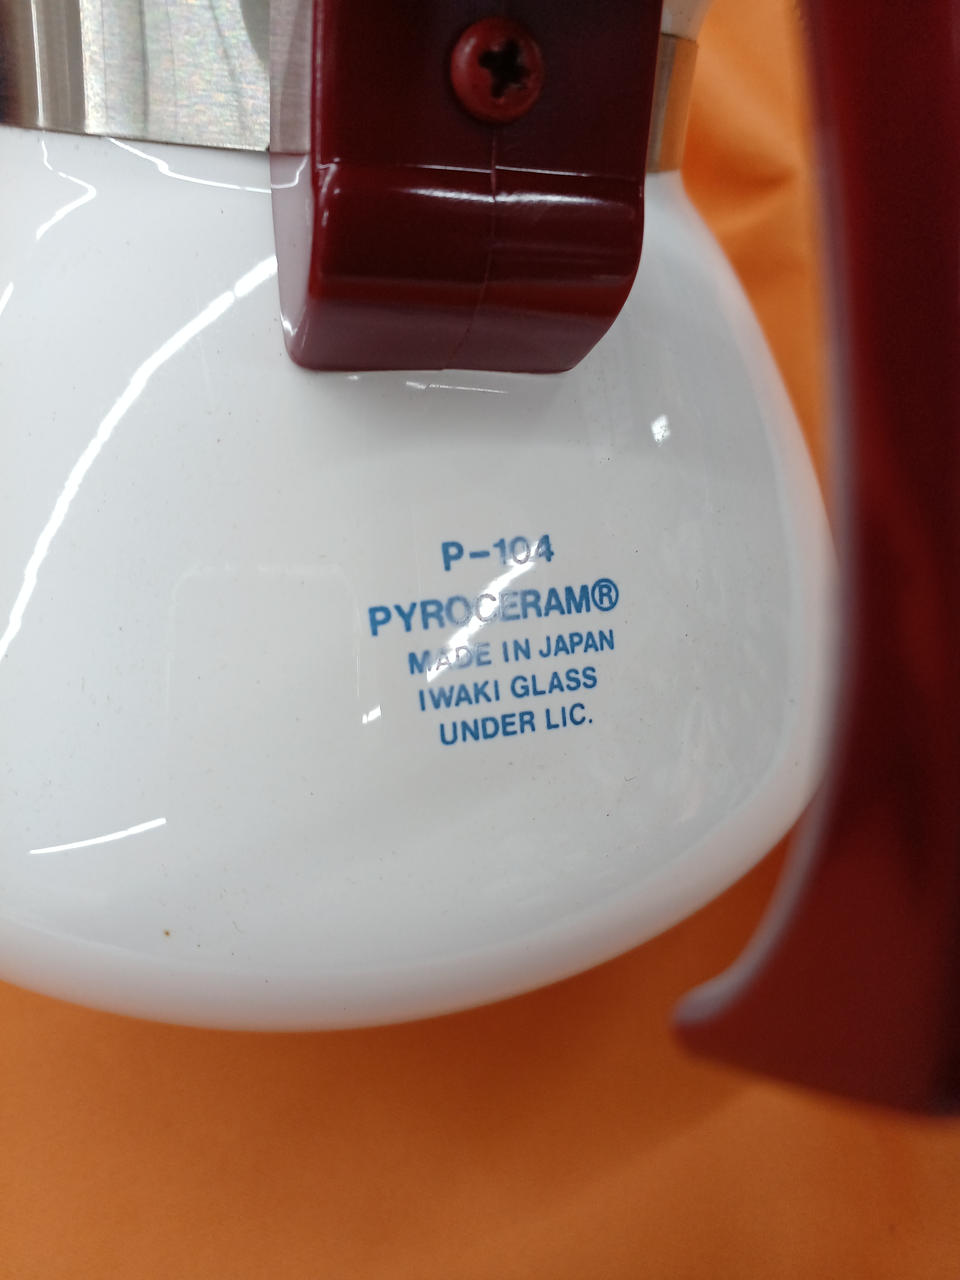 P-104
PYROCERAM®
MADE IN JAPAN
IWAKI GLASS
UNDER LIC.